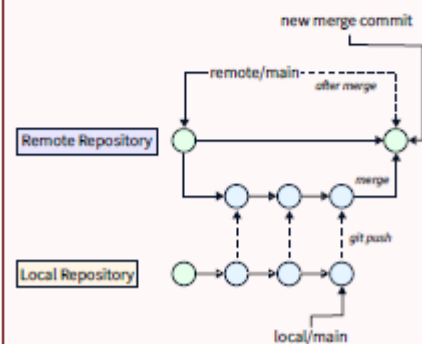 new merge commit
remote/main
after merge
Remote Repository
merge
git push
Local Repository
local/main